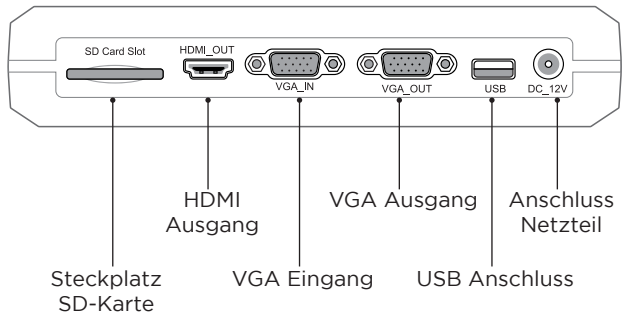 SD Card Slot
HDMI_OUT
VGA_IN
VGA_OUT
USB
DC_12V
HDMI
Ausgang
VGA Ausgang
Anschluss
Netzteil
Steckplatz
SD-Karte
VGA Eingang
USB Anschluss